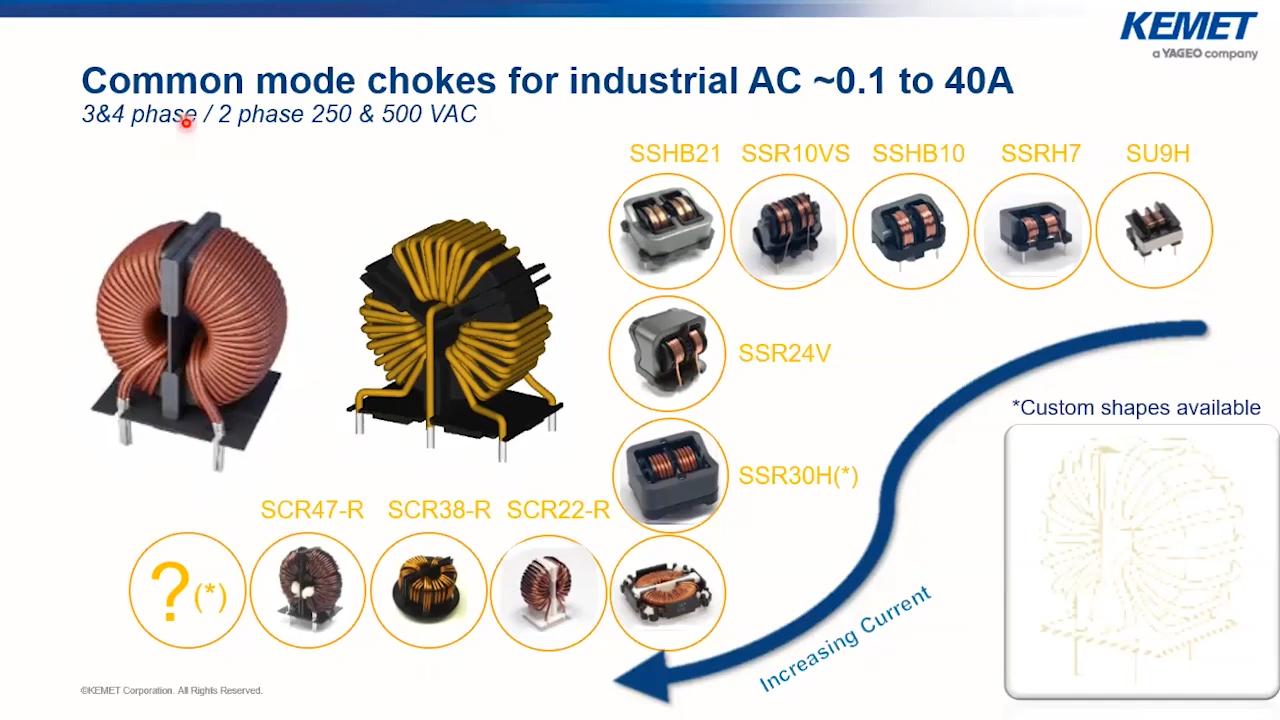 KEMET
a YAGEO company
Common mode chokes for industrial AC ~0.1 to 40A
3&4 phase / 2 phase 250 & 500 VAC
SSHB21 SSR10VS SSHB10 SSRH7 SU9H
SSR24V
*Custom shapes available
SSR30H(*)
SCR47-R SCR38-R SCR22-R
?(*)
Increasing Current
©KEMET Corporation. All Rights Reserved.